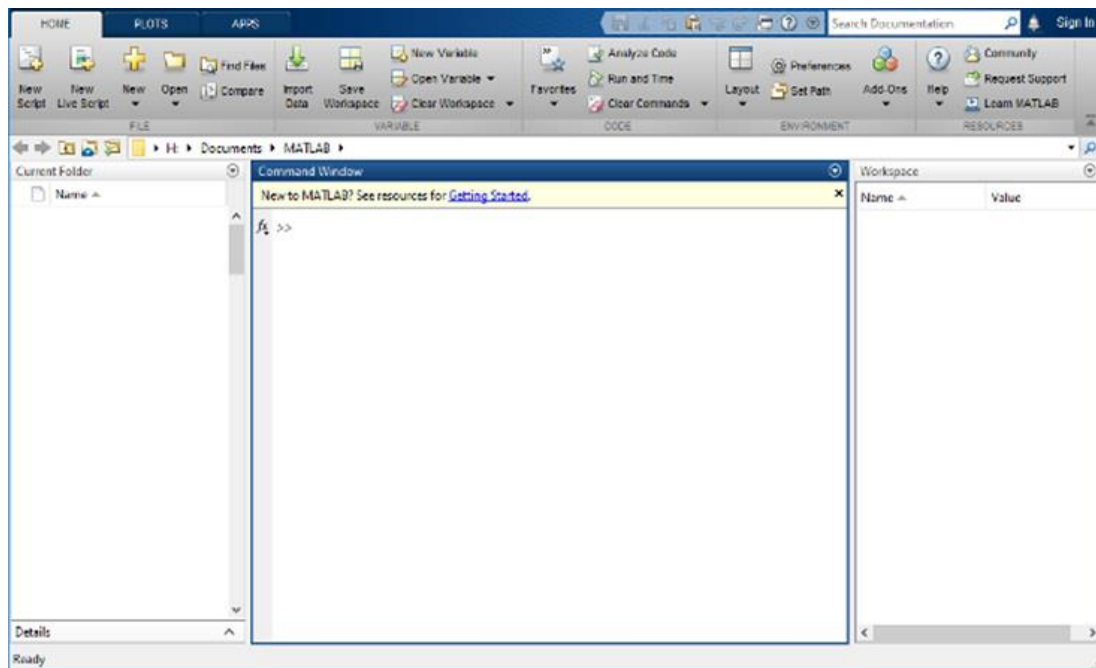 HOME PLOTS APPS Search Documentation Sign In
New Script
New Live Script
New
Open
Find Files
Compare
Import Data
Save Workspace
New Variable
Open Variable
Clear Workspace
Favorites
Analyze Code
Run and Time
Clear Commands
Layout
Preferences
Set Path
Add-Ons
Help
Community
Request Support
Learn MATLAB
FILE VARIABLE CODE ENVIRONMENT RESOURCES
H: Documents MATLAB
Current Folder
Name
Command Window
New to MATLAB? See resources for Getting Started.
fx >>
Workspace
Name Value
Details
Ready